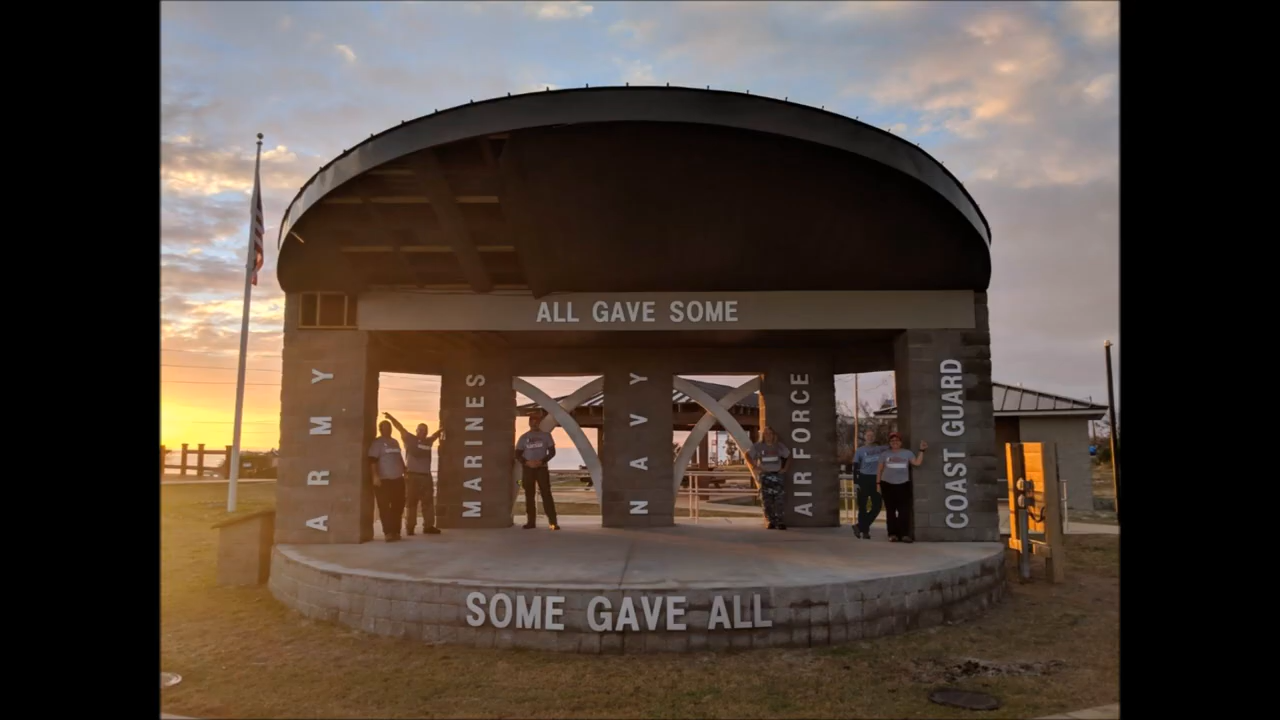 ALL GAVE SOME
ARMY
MARINES
NAVY
AIR FORCE
COAST GUARD
SOME GAVE ALL